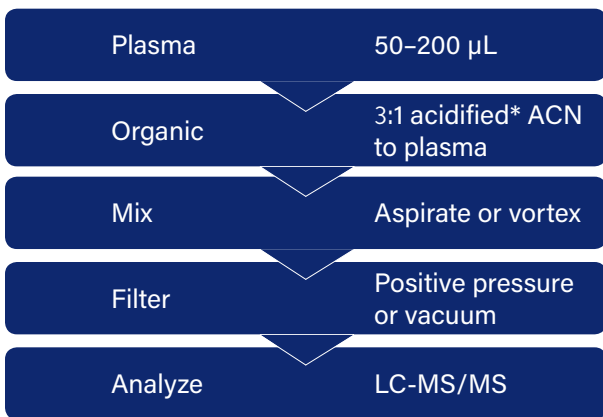 Plasma 50–200 µL
Organic 3:1 acidified* ACN
to plasma
Mix Aspirate or vortex
Filter Positive pressure
or vacuum
Analyze LC-MS/MS